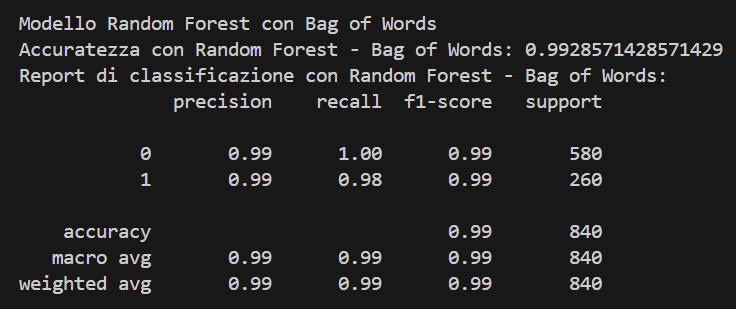 Modello Random Forest con Bag of Words
Accuratezza con Random Forest - Bag of Words: 0.9928571428571429
Report di classificazione con Random Forest - Bag of Words:
              precision    recall  f1-score   support

           0       0.99      1.00      0.99       580
           1       0.99      0.98      0.99       260

    accuracy                           0.99       840
   macro avg       0.99      0.99      0.99       840
weighted avg       0.99      0.99      0.99       840